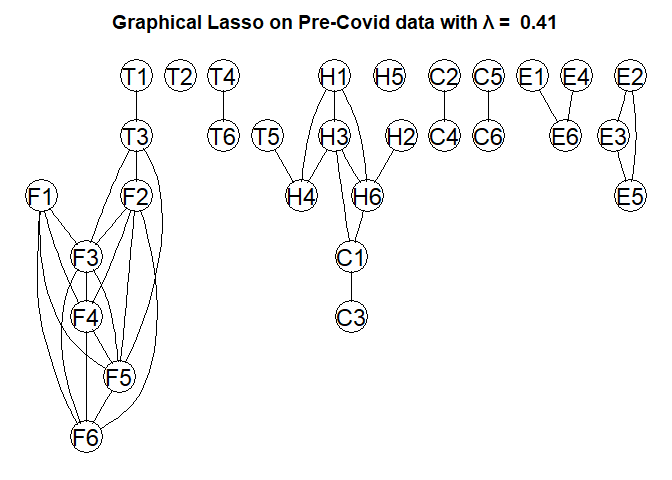 Graphical Lasso on Pre-Covid data with λ = 0.41
T1 T2 T4 H1 H5 C2 C5 E1 E4 E2
T3 T6 T5 H3 H2 C4 C6 E6 E3
F1 F2 H4 H6 E5
F3 C1
F4 C3
F5
F6